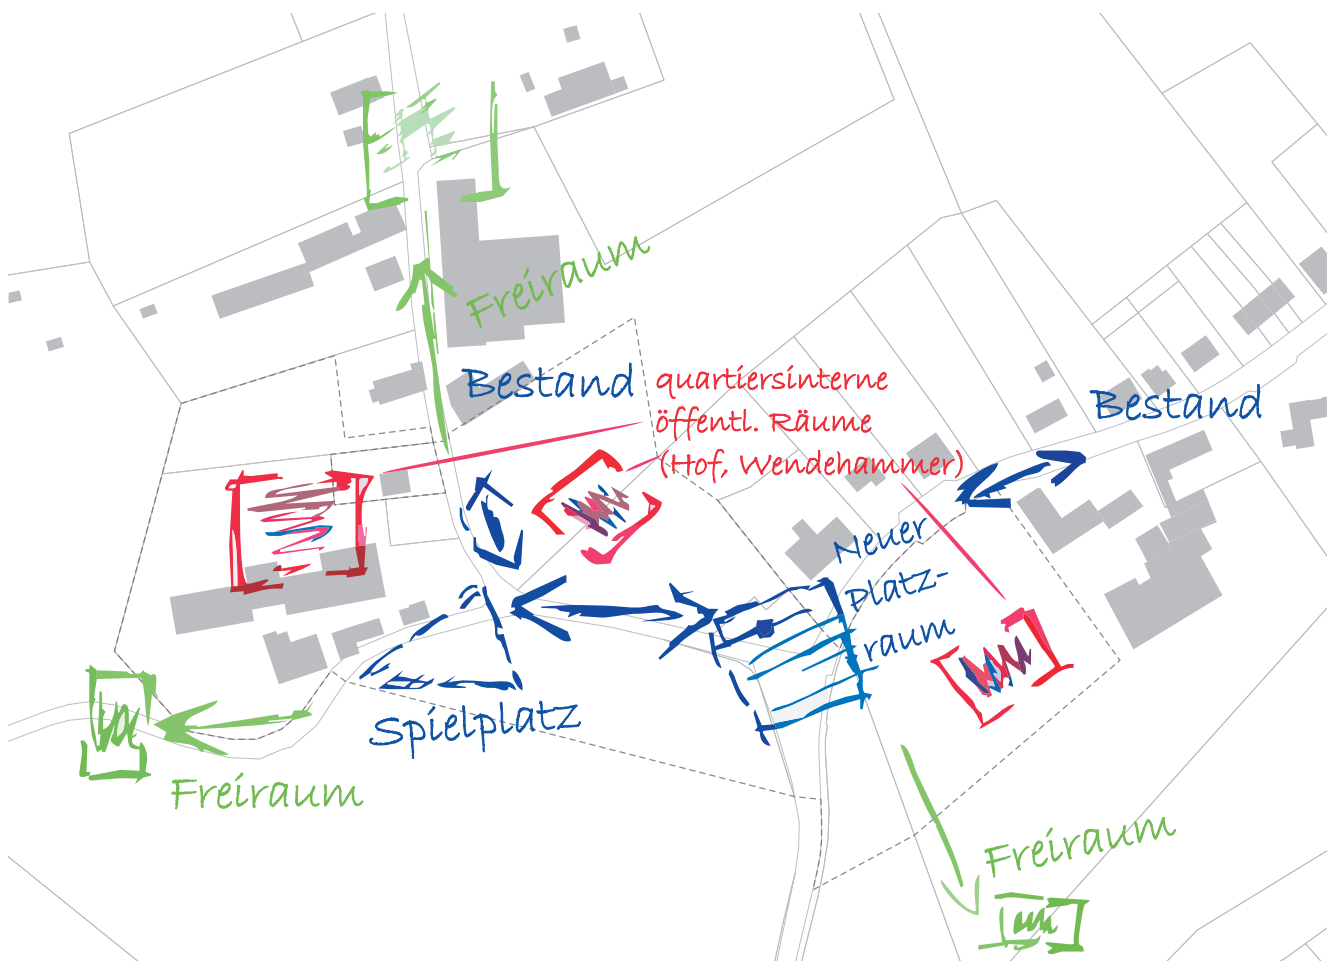 Freiraum
Bestand
quartiersinterne
öffentl. Räume
(Hof, Wendehammer)
Bestand
Neuer
Platz-
raum
Spielplatz
Freiraum
Freiraum